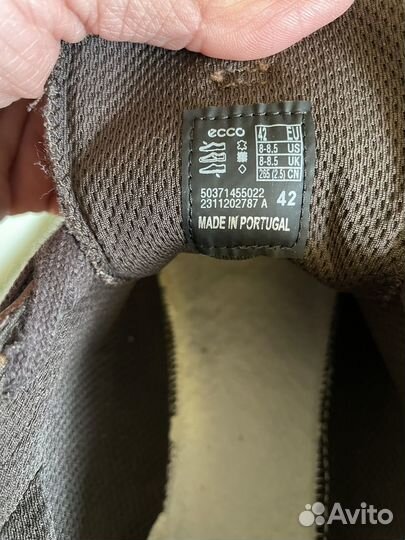 ecco
42 EU
8-8.5 US
8-8.5 UK
265 (2.5) CN
50371455022
2311202787 A 42
MADE IN PORTUGAL
Avito